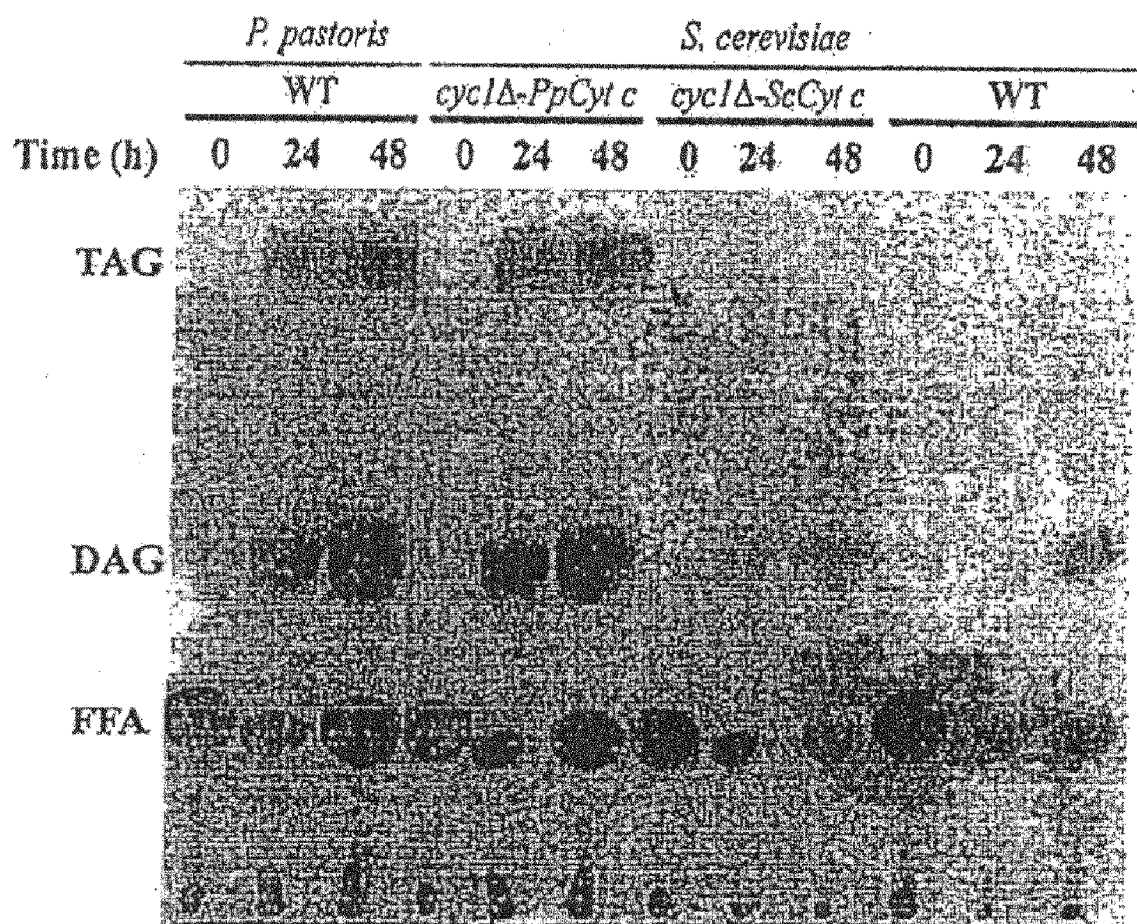 P. pastoris S. cerevisiae
WT cyc1Δ-PpCyt c cyc1Δ-ScCyt c WT
Time (h) 0 24 48 0 24 48 0 24 48 0 24 48
TAG
DAG
FFA